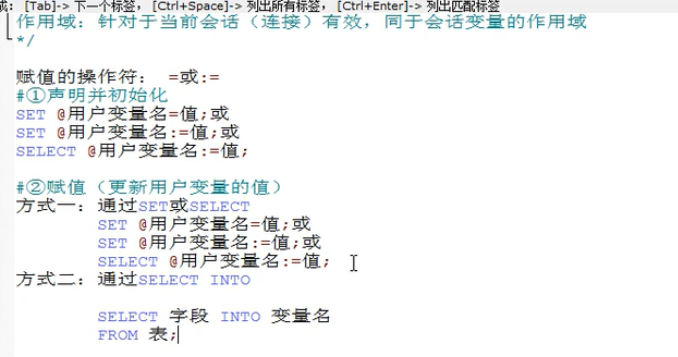 成: [Tab]-> 下一个标签, [Ctrl+Space]-> 列出所有标签, [Ctrl+Enter]-> 列出匹配标签
作用域: 针对于当前会话（连接）有效, 同于会话变量的作用域
*/
赋值的操作符: =或:=
#①声明并初始化
SET @用户变量名=值;或
SET @用户变量名:=值;或
SELECT @用户变量名:=值;
#②赋值（更新用户变量的值）
方式一: 通过SET或SELECT
SET @用户变量名=值;或
SET @用户变量名:=值;或
SELECT @用户变量名:=值;
方式二: 通过SELECT INTO
SELECT 字段 INTO 变量名
FROM 表;